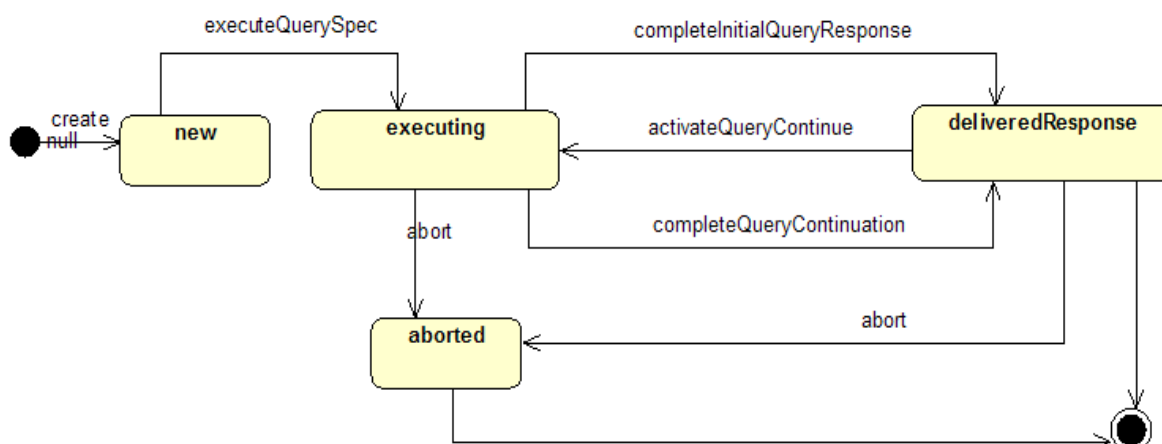 executeQuerySpec
completeInitialQueryResponse
create
null
new
executing
activateQueryContinue
deliveredResponse
abort
completeQueryContinuation
aborted
abort